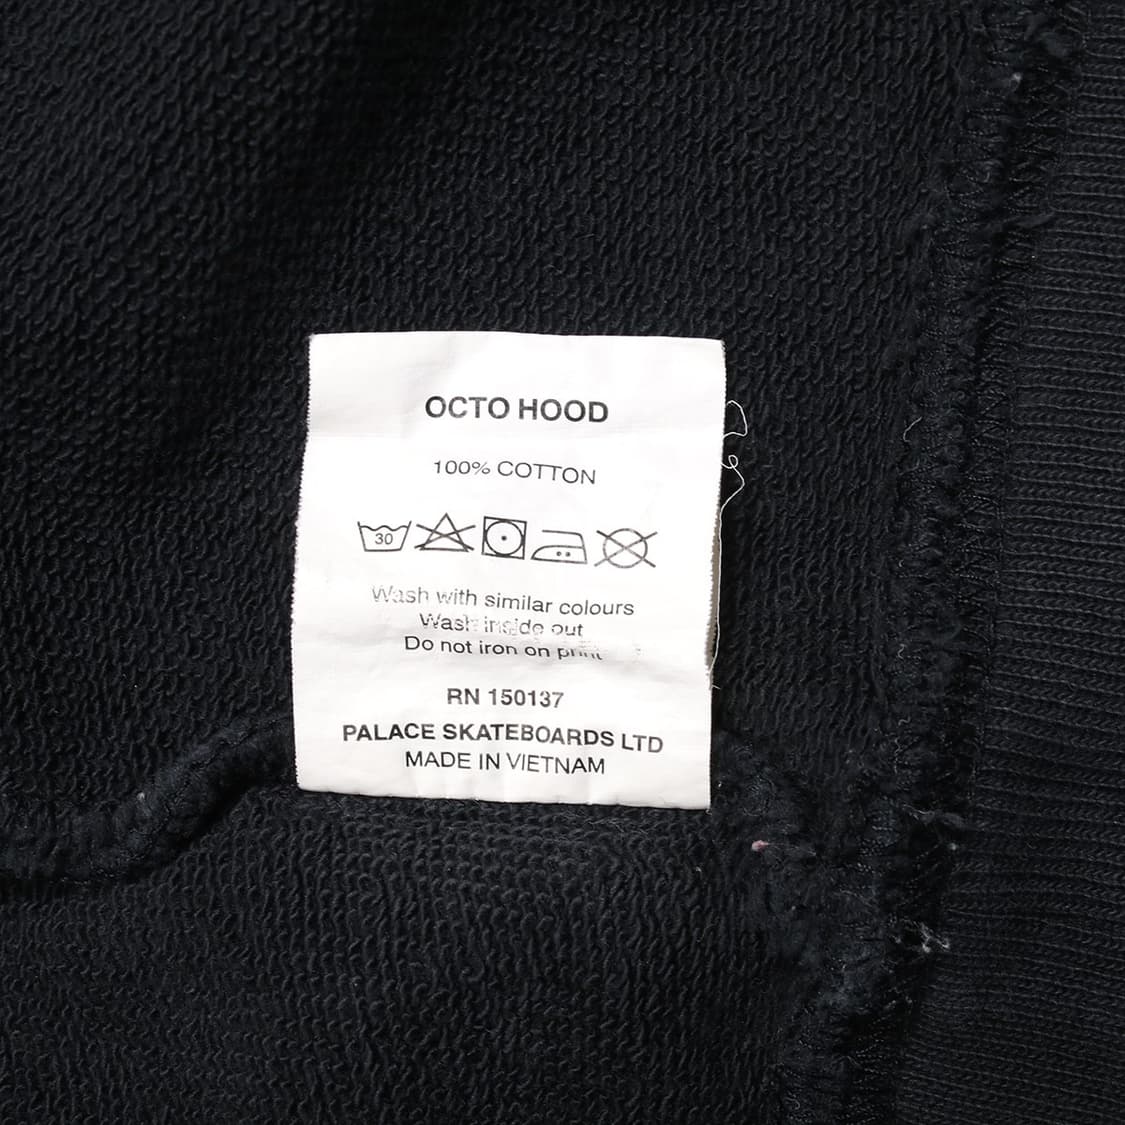 OCTO HOOD
100% COTTON
30
Wash with similar colours
Wash inside out
Do not iron on print
RN 150137
PALACE SKATEBOARDS LTD
MADE IN VIETNAM